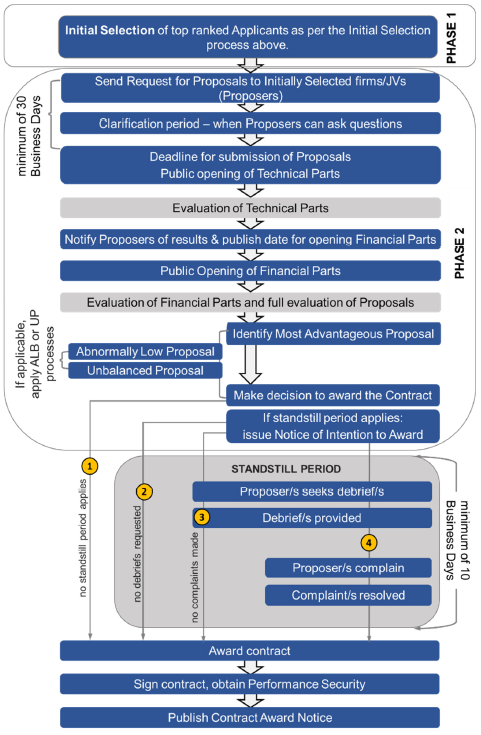 Initial Selection of top ranked Applicants as per the Initial Selection
process above.
PHASE 1
Send Request for Proposals to Initially Selected firms/JVs
(Proposers)
minimum of 30
Business Days
Clarification period – when Proposers can ask questions
Deadline for submission of Proposals
Public opening of Technical Parts
Evaluation of Technical Parts
Notify Proposers of results & publish date for opening Financial Parts
PHASE 2
Public Opening of Financial Parts
Evaluation of Financial Parts and full evaluation of Proposals
Identify Most Advantageous Proposal
If applicable,
apply ALB or UP
processes
Abnormally Low Proposal
Unbalanced Proposal
Make decision to award the Contract
If standstill period applies:
issue Notice of Intention to Award
STANDSTILL PERIOD
1
no standstill period applies
2
no debriefs requested
3
no complaints made
Proposer/s seeks debrief/s
Debrief/s provided
4
Proposer/s complain
Complaint/s resolved
minimum of 10
Business Days
Award contract
Sign contract, obtain Performance Security
Publish Contract Award Notice